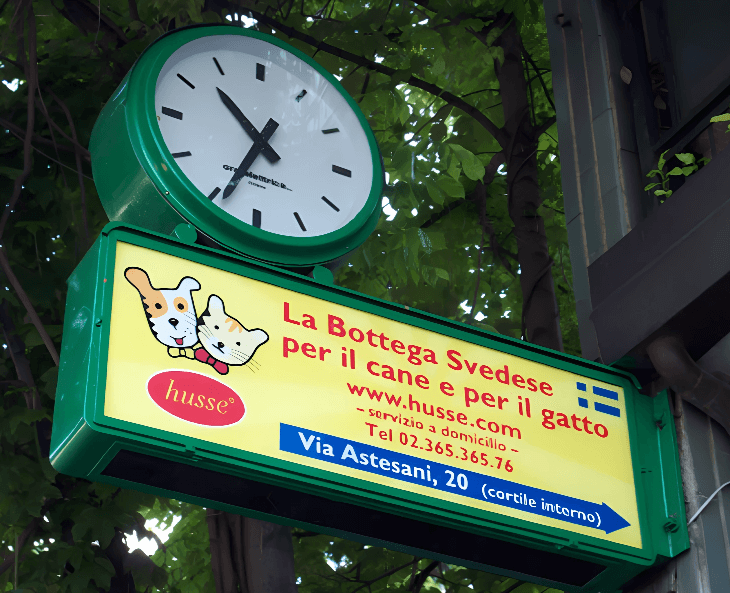 La Bottega Svedese
per il cane e per il gatto
www.husse.com
- servizio a domicilio -
Tel 02.365.365.76
husse°
Via Astesani, 20 (cortile interno)